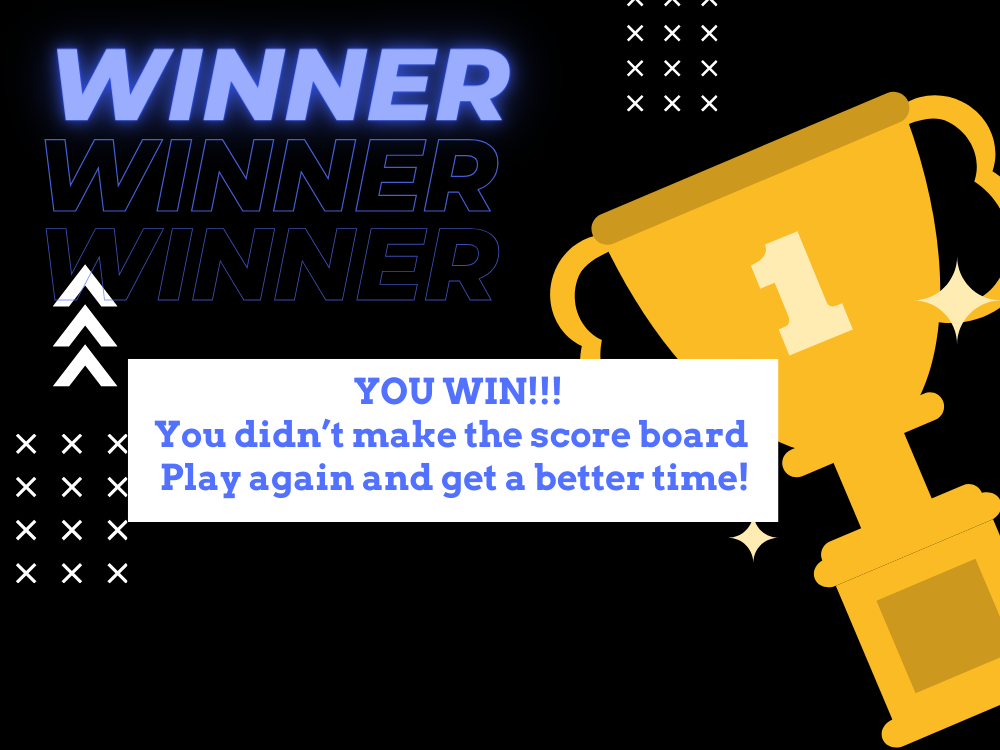 WINNER
WINNER
WINNER
1
YOU WIN!!!
You didn’t make the score board
Play again and get a better time!